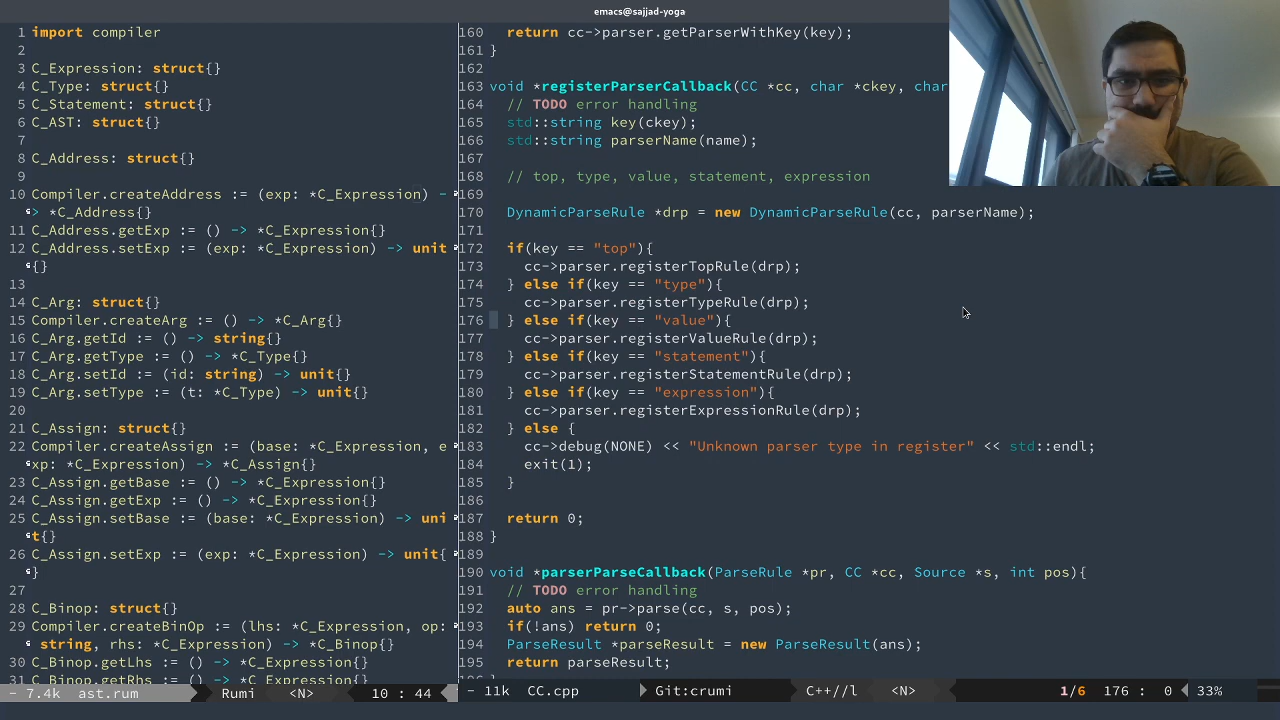 emacs@sajjad-yoga
1 import compiler
2
3 C_Expression: struct{}
4 C_Type: struct{}
5 C_Statement: struct{}
6 C_AST: struct{}
7
8 C_Address: struct{}
9
10 Compiler.createAddress := (exp: *C_Expression) -
> *C_Address{}
11 C_Address.getExp := () -> *C_Expression{}
12 C_Address.setExp := (exp: *C_Expression) -> unit
{}
13
14 C_Arg: struct{}
15 Compiler.createArg := () -> *C_Arg{}
16 C_Arg.getId := () -> string{}
17 C_Arg.getType := () -> *C_Type{}
18 C_Arg.setId := (id: string) -> unit{}
19 C_Arg.setType := (t: *C_Type) -> unit{}
20
21 C_Assign: struct{}
22 Compiler.createAssign := (base: *C_Expression, e
xp: *C_Expression) -> *C_Assign{}
23 C_Assign.getBase := () -> *C_Expression{}
24 C_Assign.getExp := () -> *C_Expression{}
25 C_Assign.setBase := (base: *C_Expression) -> uni
t{}
26 C_Assign.setExp := (exp: *C_Expression) -> unit{
}
27
28 C_Binop: struct{}
29 Compiler.createBinOp := (lhs: *C_Expression, op:
string, rhs: *C_Expression) -> *C_Binop{}
30 C_Binop.getLhs := () -> *C_Expression{}
31 C_Binop.getRhs := () -> *C_Expression{}
- 7.4k ast.rum Rumi <N> 10 : 44
160 return cc->parser.getParserWithKey(key);
161 }
162
163 void *registerParserCallback(CC *cc, char *ckey, char
164 // TODO error handling
165 std::string key(ckey);
166 std::string parserName(name);
167
168 // top, type, value, statement, expression
169
170 DynamicParseRule *drp = new DynamicParseRule(cc, parserName);
171
172 if(key == "top"){
173 cc->parser.registerTopRule(drp);
174 } else if(key == "type"){
175 cc->parser.registerTypeRule(drp);
176 } else if(key == "value"){
177 cc->parser.registerValueRule(drp);
178 } else if(key == "statement"){
179 cc->parser.registerStatementRule(drp);
180 } else if(key == "expression"){
181 cc->parser.registerExpressionRule(drp);
182 } else {
183 cc->debug(NONE) << "Unknown parser type in register" << std::endl;
184 exit(1);
185 }
186
187 return 0;
188 }
189
190 void *parserParseCallback(ParseRule *pr, CC *cc, Source *s, int pos){
191 // TODO error handling
192 auto ans = pr->parse(cc, s, pos);
193 if(!ans) return 0;
194 ParseResult *parseResult = new ParseResult(ans);
195 return parseResult;
- 11k CC.cpp Git:crumi C++//l <N> 1/6 176 : 0 33%